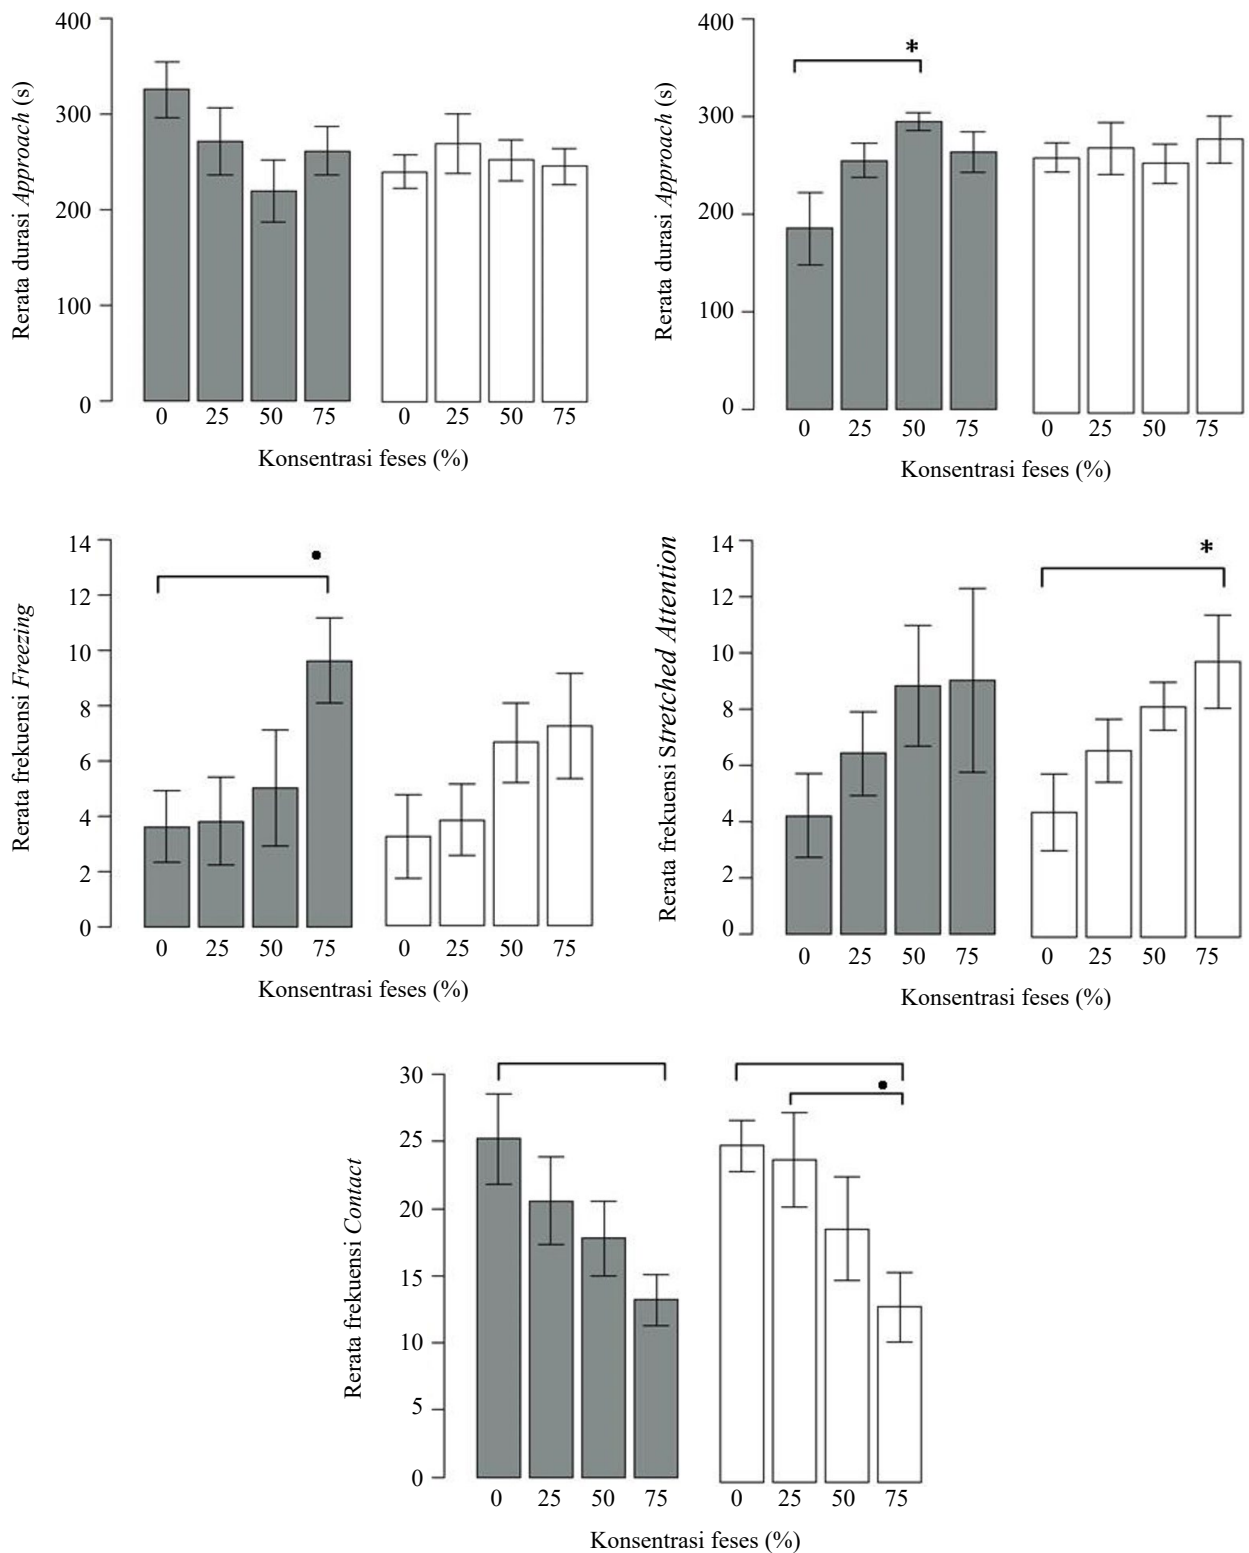 Rerata durasi Approach (s)
400
300
200
100
0
0 25 50 75 0 25 50 75
Konsentrasi feses (%)
Rerata durasi Approach (s)
400
*
300
200
100
0
0 25 50 75 0 25 50 75
Konsentrasi feses (%)
Rerata frekuensi Freezing
14
•
12
10
8
6
4
2
0
0 25 50 75 0 25 50 75
Konsentrasi feses (%)
Rerata frekuensi Stretched Attention
14
*
12
10
8
6
4
2
0
0 25 50 75 0 25 50 75
Konsentrasi feses (%)
Rerata frekuensi Contact
30
•
25
20
15
10
5
0
0 25 50 75 0 25 50 75
Konsentrasi feses (%)